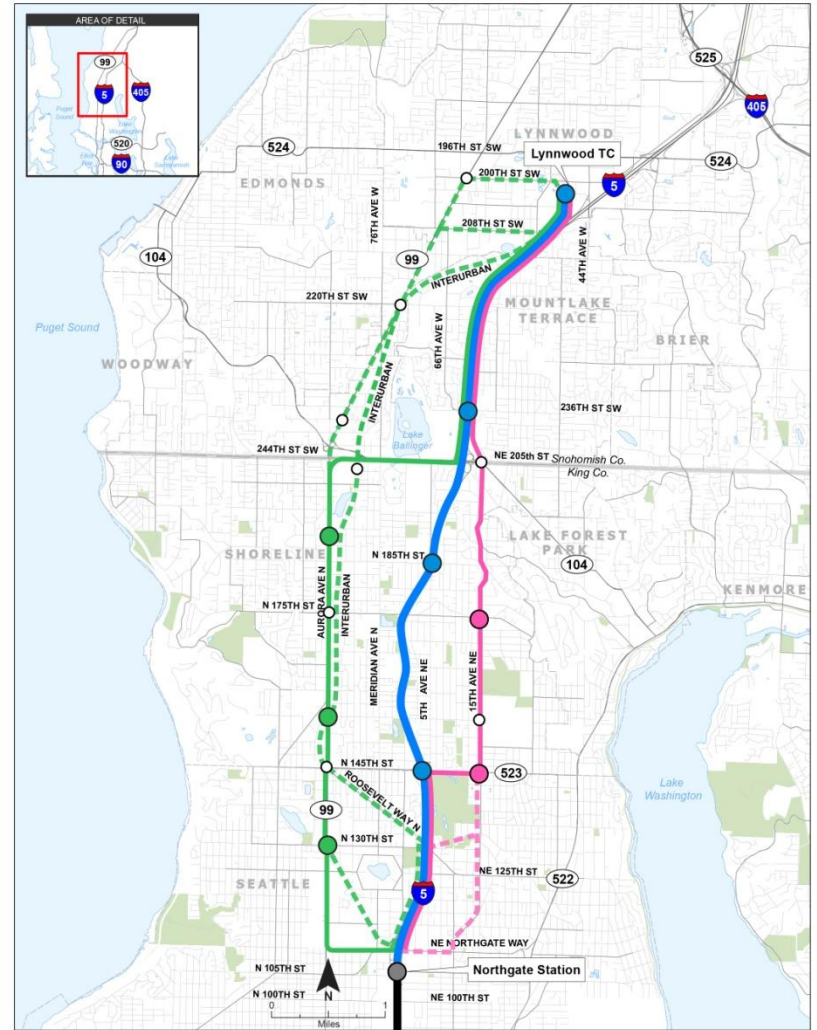 AREA OF DETAIL
99
5
405
Puget
Sound
Lake
Washington
520
Elliott
Bay
90
Lake
Sammamish
525
405
LYNNWOOD
196TH ST SW
Lynnwood TC
524
524
200TH ST SW
5
EDMONDS
76TH AVE W
208TH ST SW
44TH AVE W
104
99
INTERURBAN
220TH ST SW
MOUNTLAKE
TERRACE
Puget Sound
66TH AVE W
BRIER
WOODWAY
INTERURBAN
236TH ST SW
Lake
Ballinger
244TH ST SW
NE 205th ST
Snohomish Co.
King Co.
LAKE FOREST
PARK
SHORELINE
N 185TH ST
104
KENMORE
AURORA AVE N
INTERURBAN
N 175TH ST
MERIDIAN AVE N
5TH AVE NE
15TH AVE NE
N 145TH ST
523
ROOSEVELT WAY N
Lake
Washington
99
N 130TH ST
NE 125TH ST
522
SEATTLE
5
NE NORTHGATE WAY
N 105TH ST
Northgate Station
N 100TH ST
N
NE 100TH ST
0
1
Miles